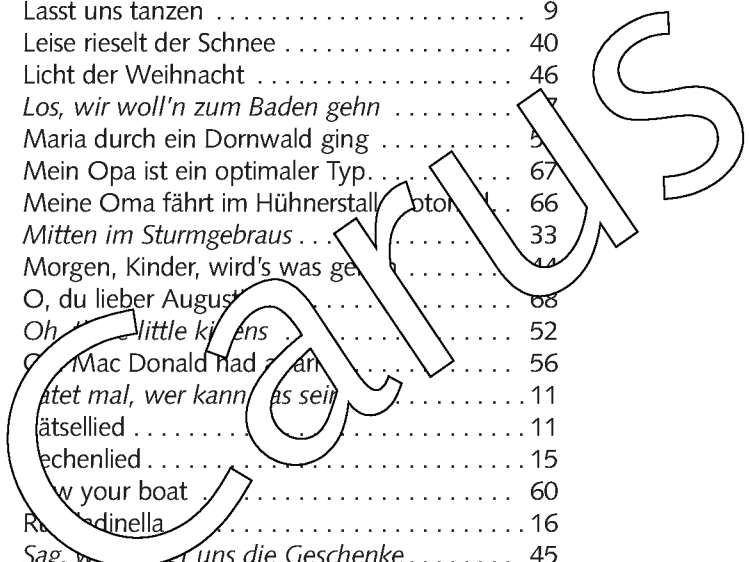 Lasst uns tanzen . . . . . . . . . . . . . . . . . . . . . . . . 9
Leise rieselt der Schnee . . . . . . . . . . . . . . . . . . 40
Licht der Weihnacht . . . . . . . . . . . . . . . . . . . . . 46
Los, wir woll'n zum Baden gehn . . . . . . . . . .
Maria durch ein Dornwald ging . . . . . . . . . . .
Mein Opa ist ein optimaler Typ. . . . . . . . . . . . 67
Meine Oma fährt im Hühnerstall . . 66
Mitten im Sturmgebraus . . . . . . . . . . . . . . . . 33
Morgen, Kinder, wird's was . . . . . . . . . . 44
O, du lieber . . . . . . . . . . . . . . . 68
Oh, little . . . . . . . . . . . . . . . . . 52
Mac Donald had . . . . . . . . . . . 56
mal, wer kann . . . . . . . . . . . 11
. . . . . . . . . . . . . . . . . . . . . . . . . . . 11
. . . . . . . . . . . . . . . . . . . . . . . . . . 15
your boat . . . . . . . . . . . . . . . . . . . . 60
. . . . . . . . . . . . . . . . . . . . . . . 16
uns die Geschenke . . . . . . . . 45
Carus